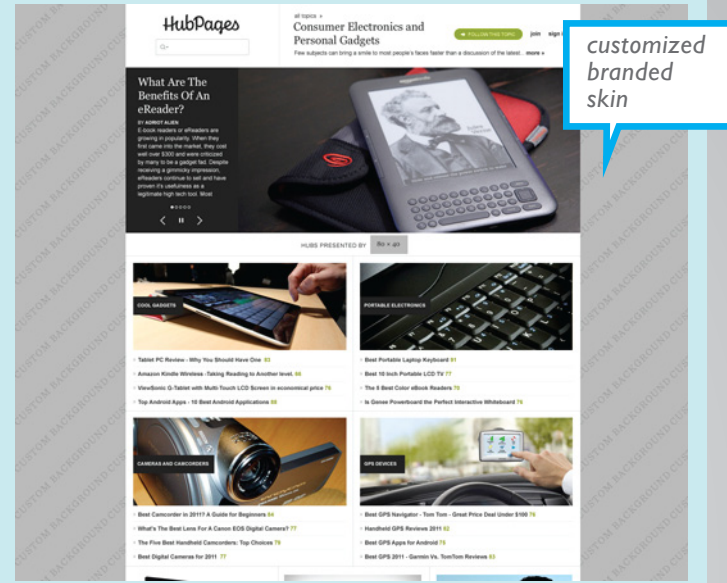 HubPages
all topics »
Consumer Electronics and
Personal Gadgets
FOLLOW THIS TOPIC
join
sign
Few subjects can bring a smile to most people's faces faster than a discussion of the latest... more »
customized
branded
skin
What Are The
Benefits Of An
eReader?
BY ADROIT ALIEN
E-book readers or eReaders are
growing in popularity. When they
first came into the market, they cost
well over $300 and were criticized
by many to be a gadget fad. Despite
receiving a gimmicky impression,
eReaders continue to sell and have
proven it's usefulness as a
legitimate high tech tool. Most
HUBS PRESENTED BY 80 × 40
COOL GADGETS
Tablet PC Review - Why You Should Have One 93
Amazon Kindle Wireless -Taking Reading to Another level.
ViewSonic G-Tablet with Multi-Touch LCD Screen in economical price 78
Top Android Apps - 10 Best Android Applications
PORTABLE ELECTRONICS
Best Portable Laptop Keyboard 91
Best 10 Inch Portable LCD TV 77
The 8 Best Color eBook Readers 78
Is Gense Powerboard the Perfect Interactive Whiteboard 79
CAMERAS AND CAMCORDERS
Best Camcorder in 2011? A Guide for Beginners 84
What's The Best Lens For A Canon EOS Digital Camera? 77
The Five Best Handheld Camcorders: Top Choices 79
Best Digital Cameras for 2011 77
GPS DEVICES
Best GPS Navigator - Tom Tom - Great Price Deal Under $100 76
Handheld GPS Reviews 2011 82
Best GPS Apps for Android 75
Best GPS 2011 - Garmin Vs. TomTom Reviews 83
CUSTOM BACKGROUND